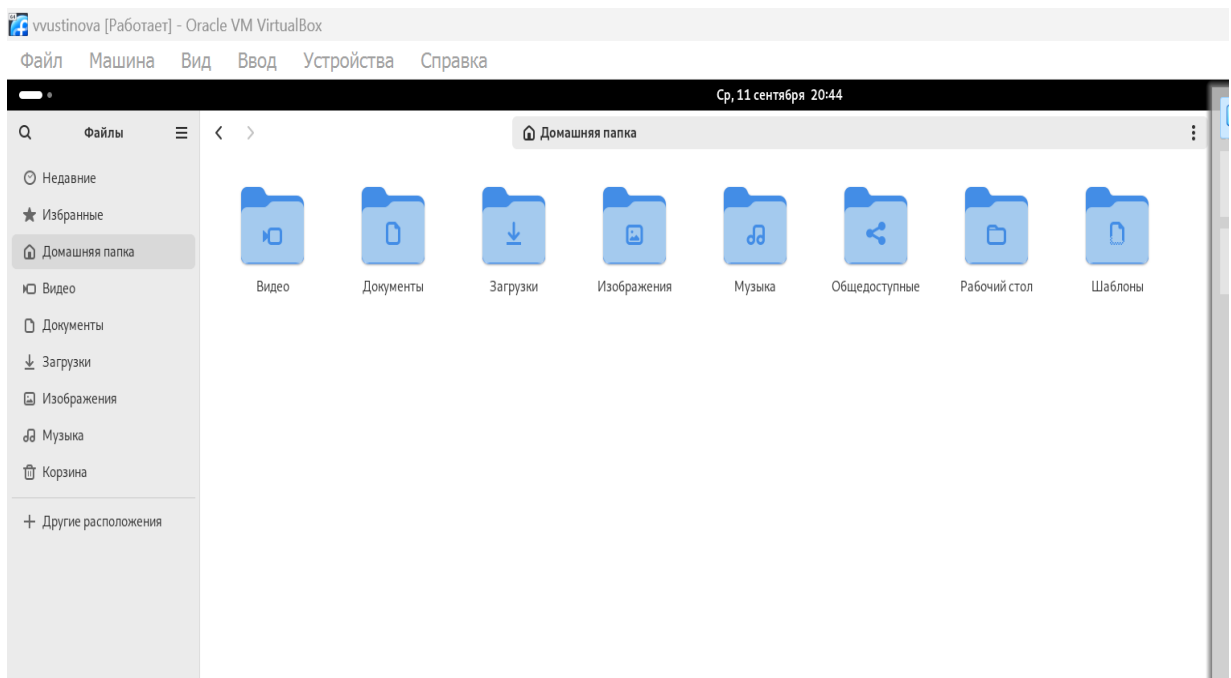 vvustinova [Работает] - Oracle VM VirtualBox
Файл Машина Вид Ввод Устройства Справка
Ср, 11 сентября 20:44
Файлы
Домашняя папка
Недавние
Избранные
Домашняя папка
Видео
Документы
Загрузки
Изображения
Музыка
Корзина
Другие расположения
Видео Документы Загрузки Изображения Музыка Общедоступные Рабочий стол Шаблоны